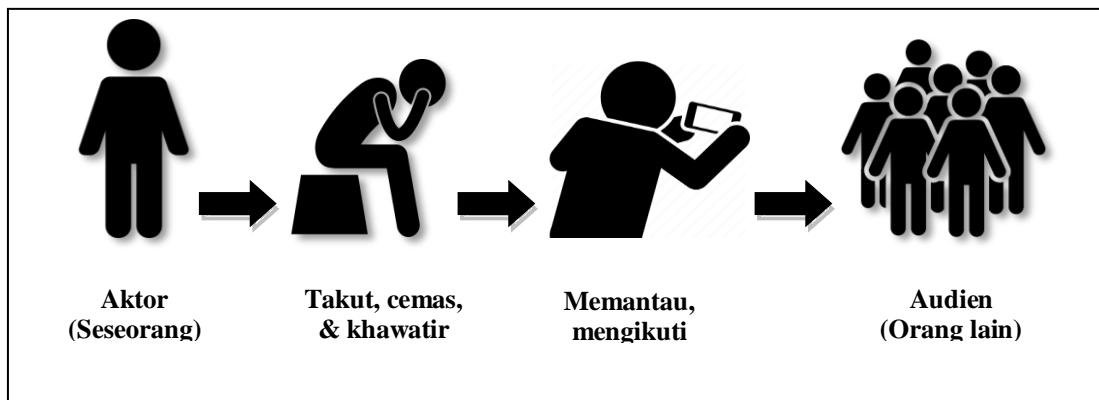 Aktor
(Seseorang)
Takut, cemas,
& khawatir
Memantau,
mengikuti
Audien
(Orang lain)